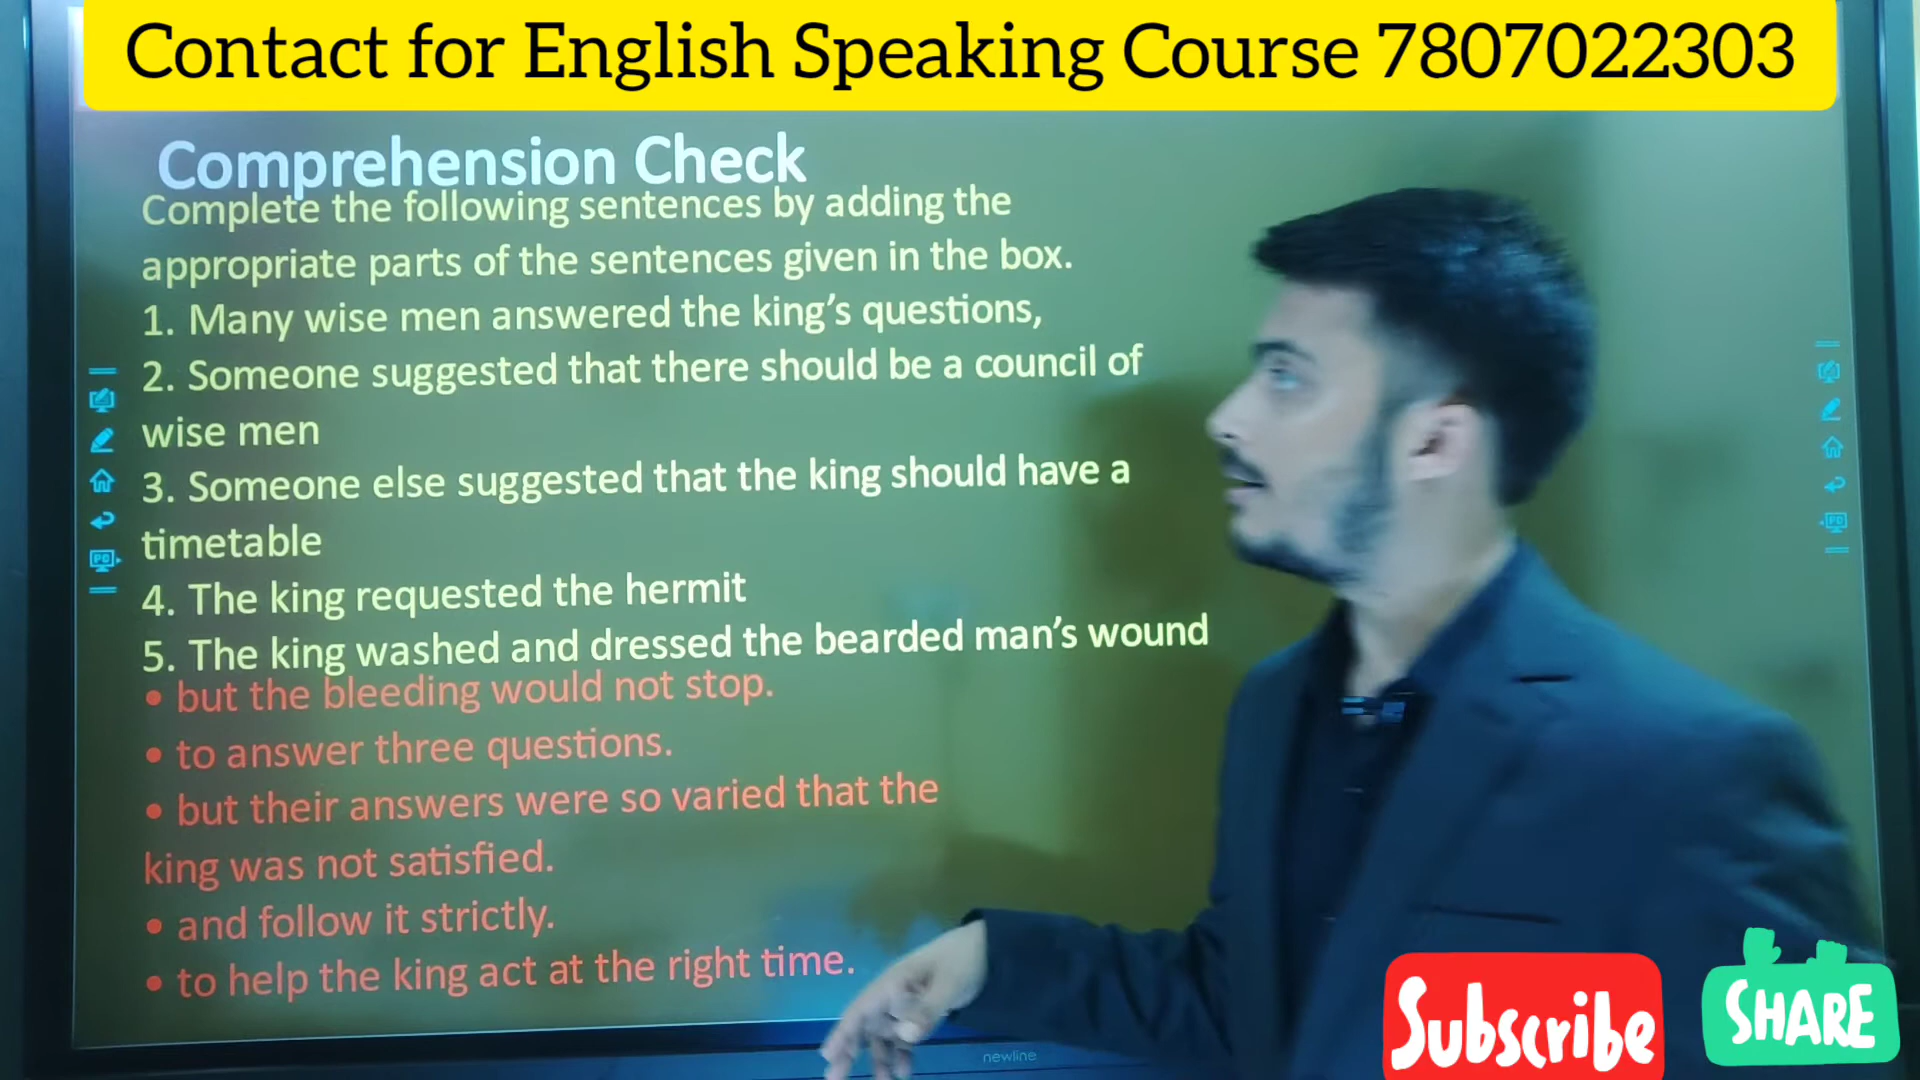 Contact for English Speaking Course 7807022303
Comprehension Check
Complete the following sentences by adding the
appropriate parts of the sentences given in the box.
1. Many wise men answered the king's questions,
2. Someone suggested that there should be a council of
wise men
3. Someone else suggested that the king should have a
timetable
4. The king requested the hermit
5. The king washed and dressed the bearded man's wound
• but the bleeding would not stop.
• to answer three questions.
• but their answers were so varied that the
king was not satisfied.
• and follow it strictly.
• to help the king act at the right time.
PC
PC
newline
Subscribe
SHARE